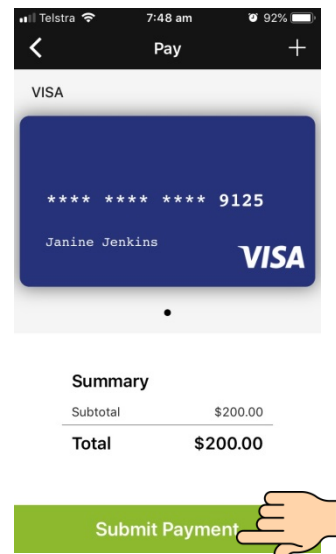 Telstra 7:48 am 92%
Pay
VISA
**** **** **** 9125
Janine Jenkins
VISA
Summary
Subtotal $200.00
Total $200.00
Submit Payment